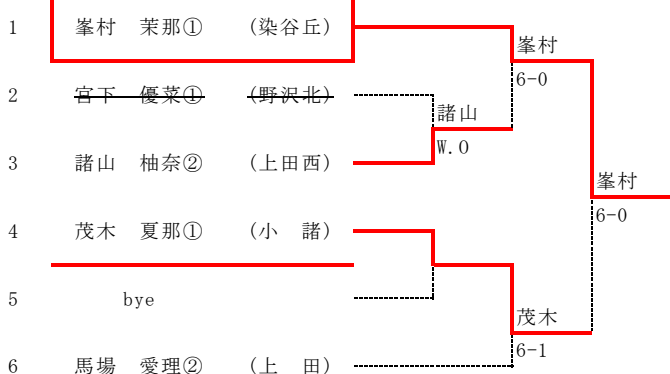 1 峯村 茉那① (染谷丘)
峯村
6-0
2 宮下 優菜① (野沢北)
諸山
W.O
3 諸山 柚奈② (上田西)
峯村
6-0
4 茂木 夏那① (小 諸)
5 bye
茂木
6-1
6 馬場 愛理② (上 田)